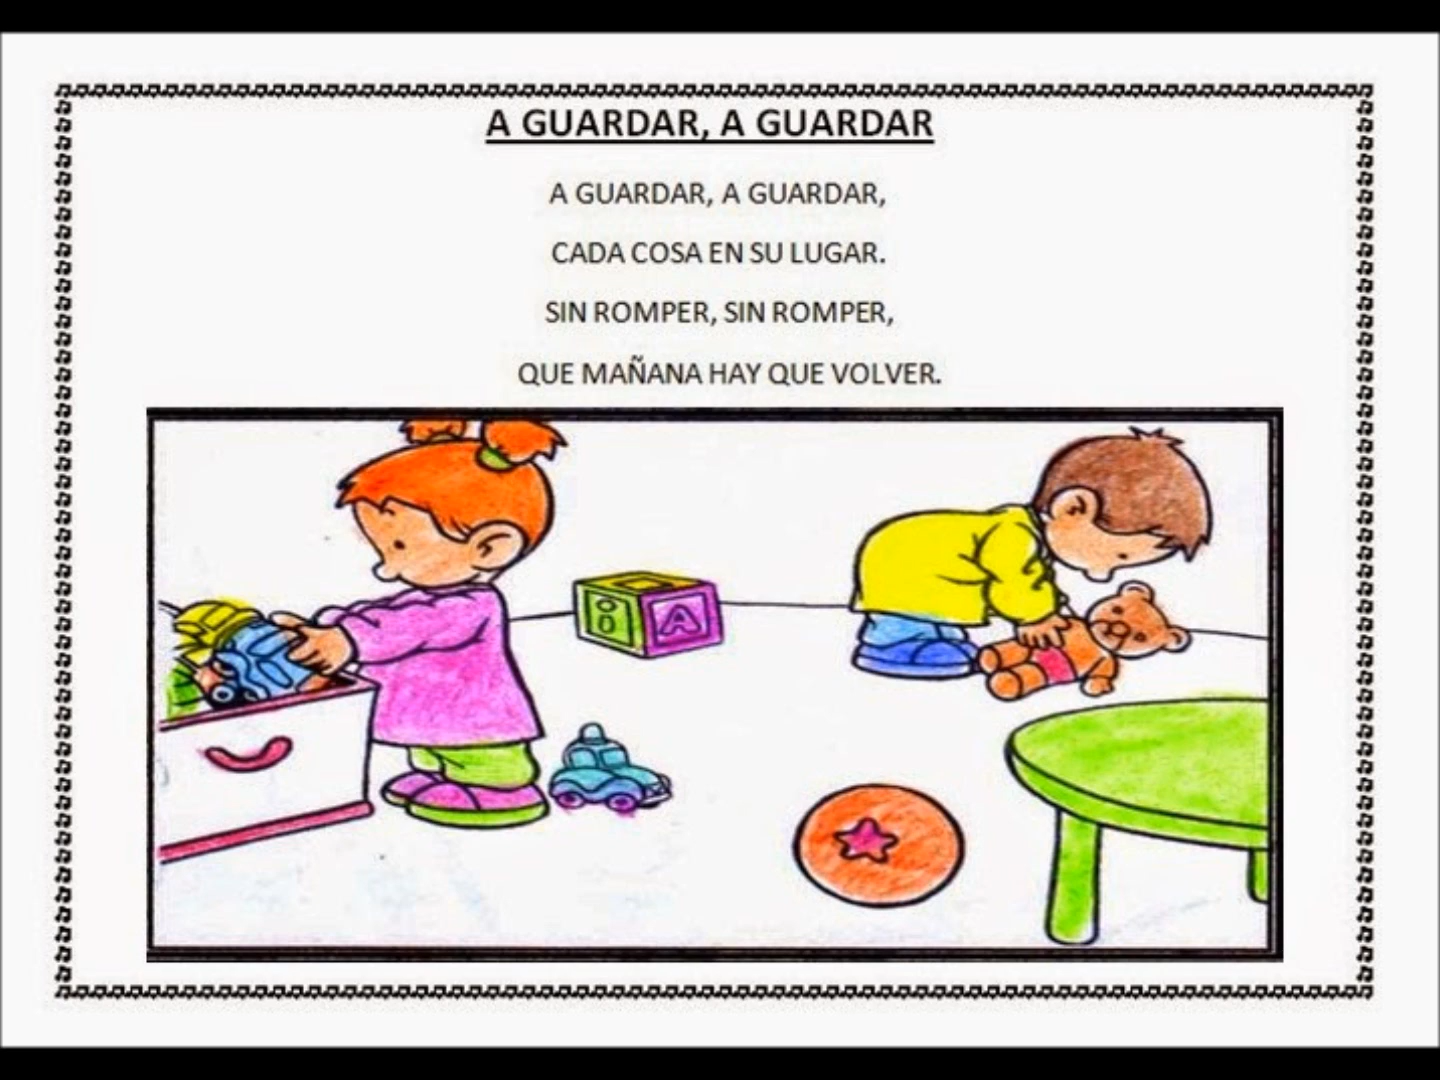 A GUARDAR, A GUARDAR
A GUARDAR, A GUARDAR,
CADA COSA EN SU LUGAR.
SIN ROMPER, SIN ROMPER,
QUE MAÑANA HAY QUE VOLVER.
A